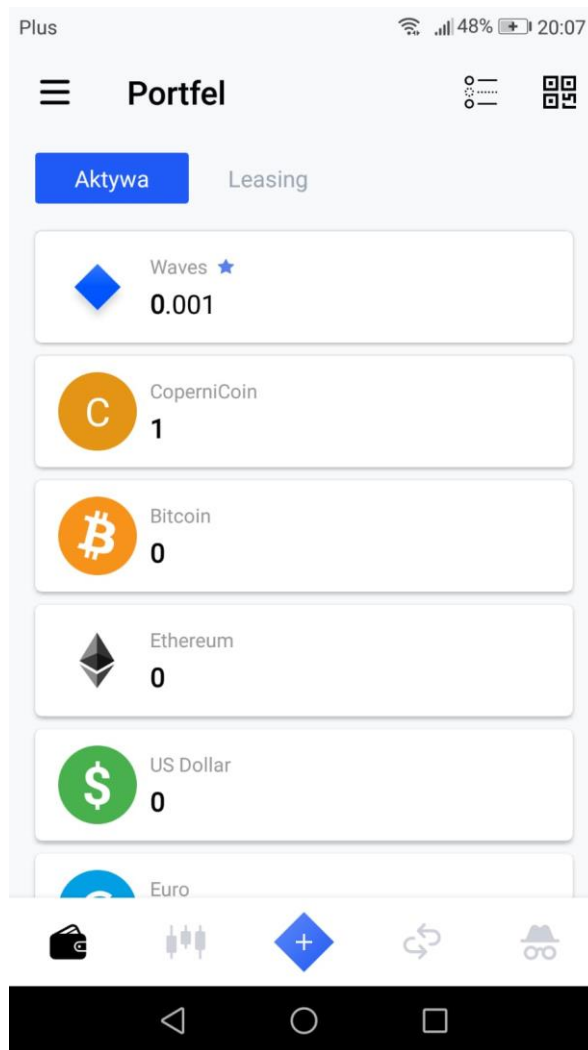 Plus 48% 20:07
Portfel
Aktywa Leasing
Waves
0.001
C
CoperniCoin
1
Bitcoin
0
Ethereum
0
$
US Dollar
0
Euro